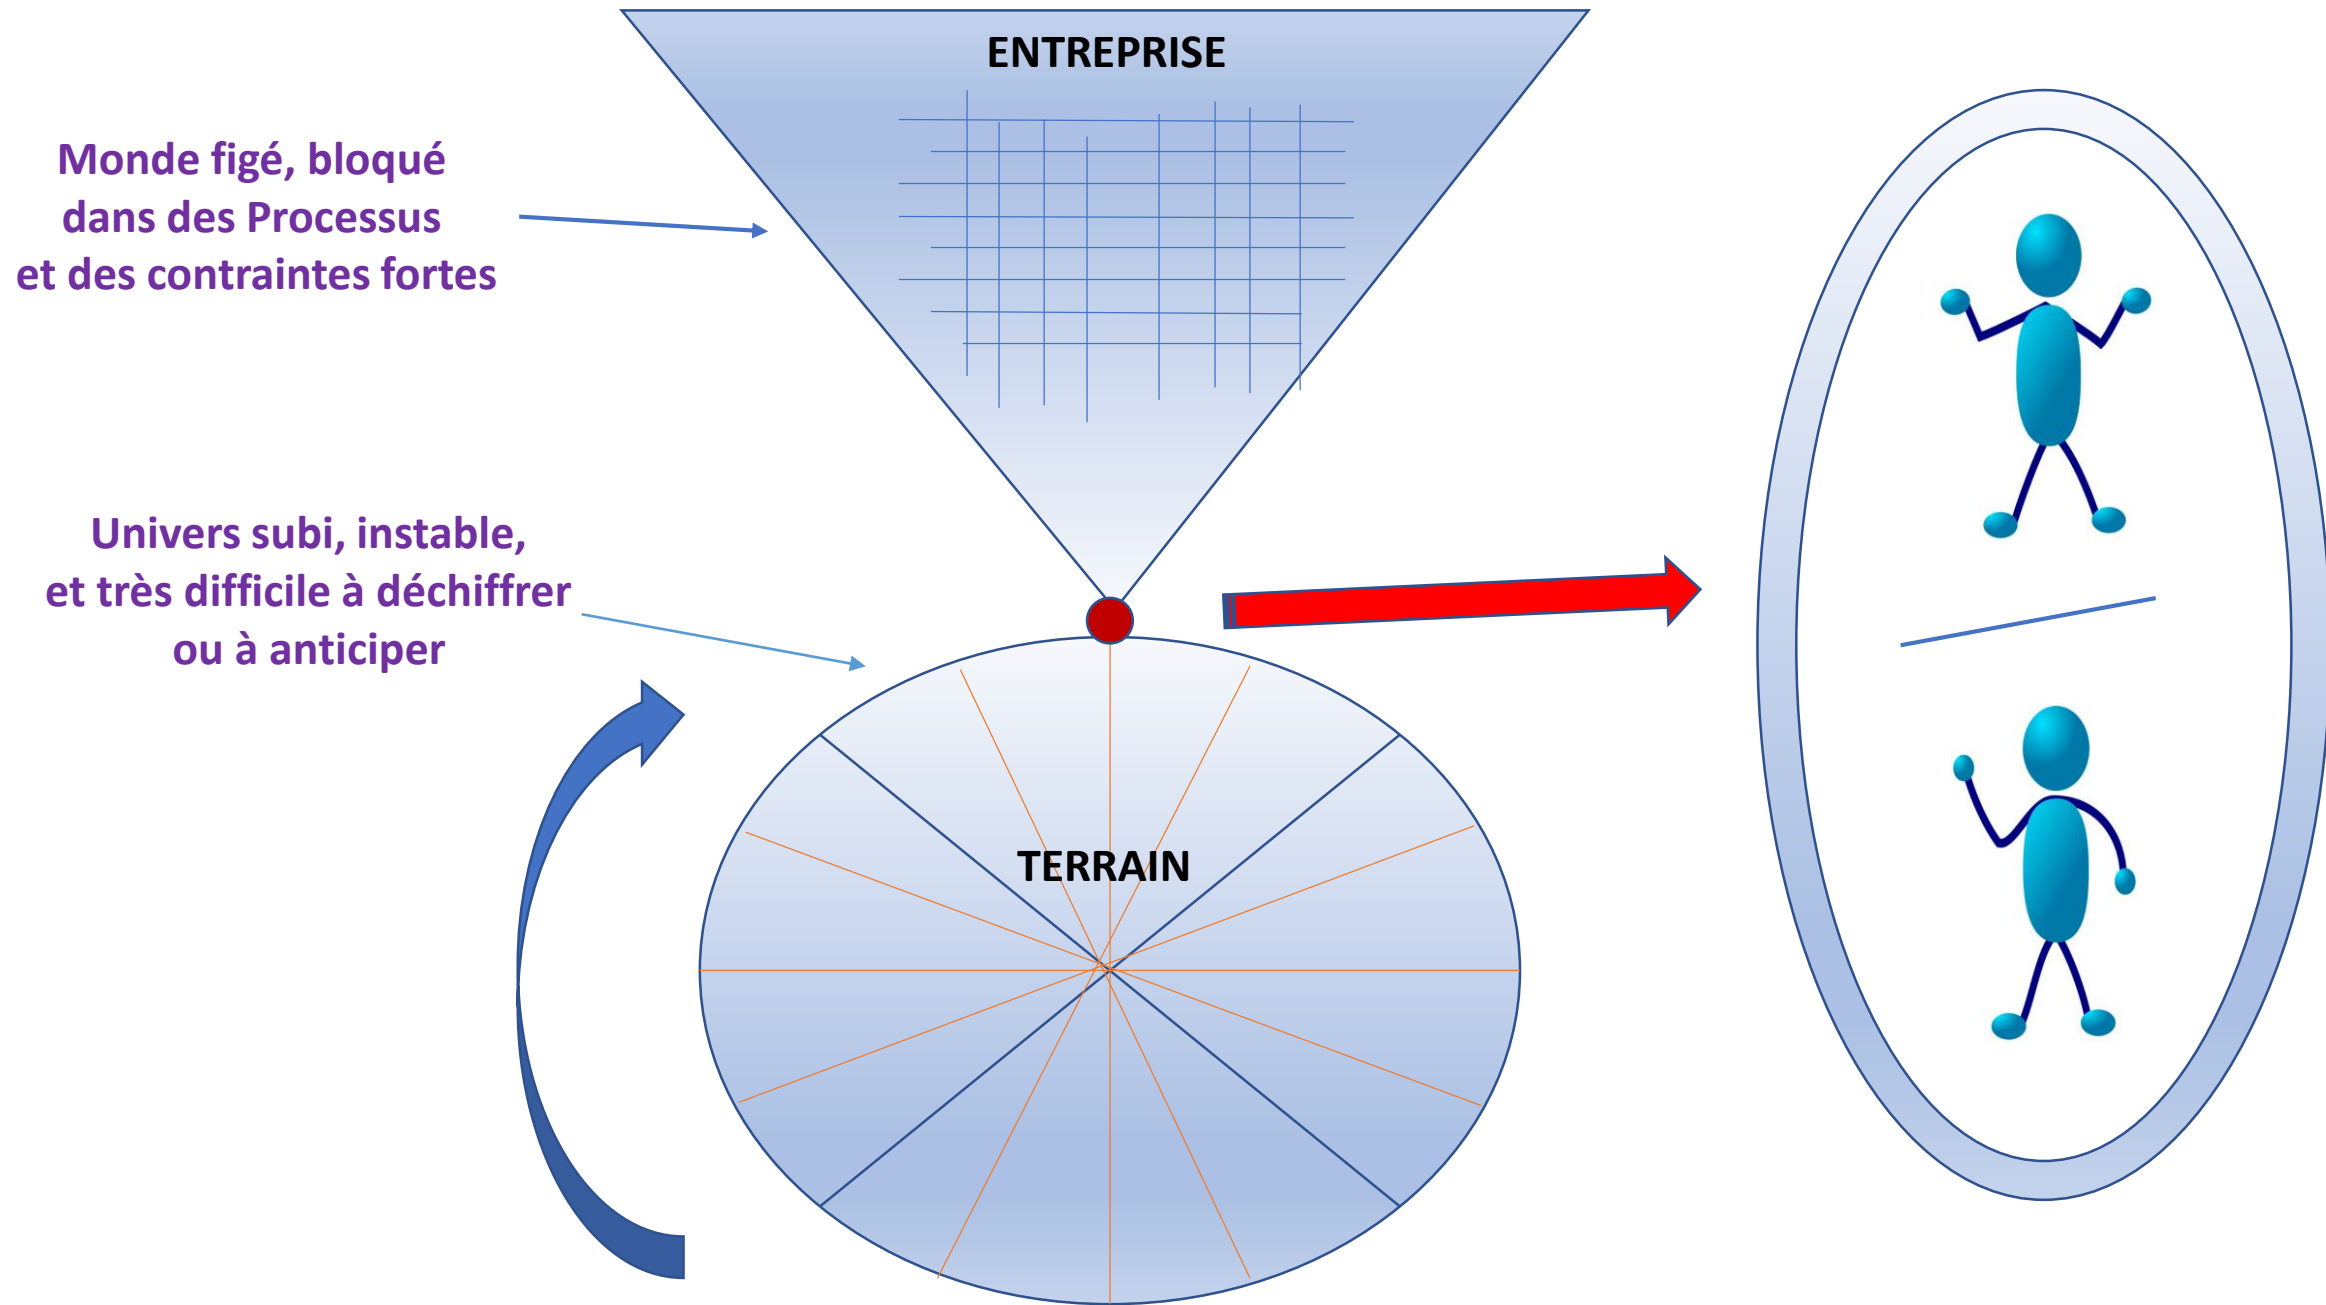 ENTREPRISE
Monde figé, bloqué
dans des Processus
et des contraintes fortes
Univers subi, instable,
et très difficile à déchiffrer
ou à anticiper
TERRAIN